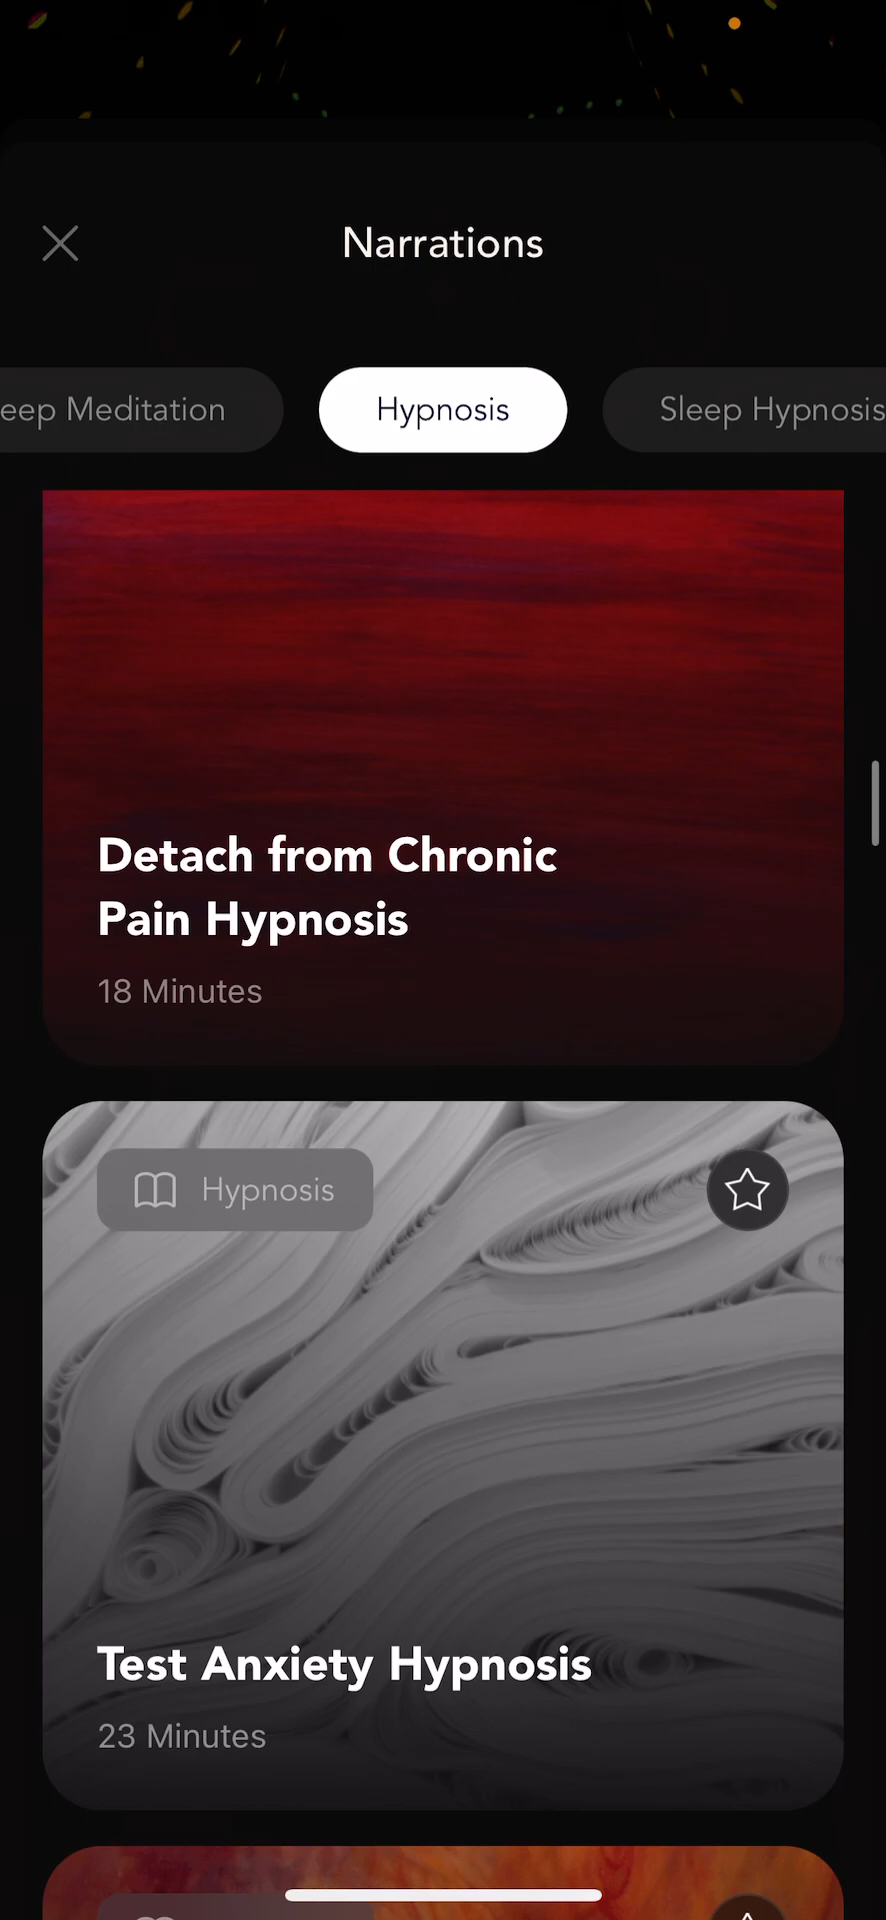 Narrations
eep Meditation
Hypnosis
Sleep Hypnosis
Detach from Chronic
Pain Hypnosis
18 Minutes
Hypnosis
Test Anxiety Hypnosis
23 Minutes